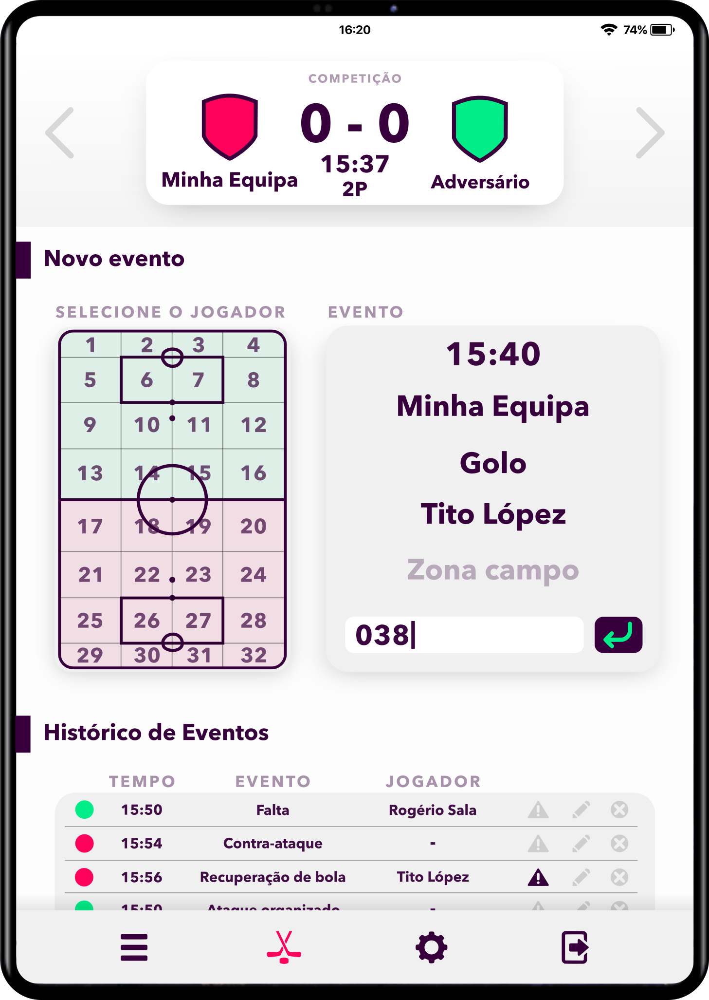 16:20
74%
COMPETIÇÃO
0 - 0
15:37
2P
Minha Equipa
Adversário
Novo evento
SELECIONE O JOGADOR
1 2 3 4
5 6 7 8
9 10 11 12
13 14 15 16
17 18 19 20
21 22 23 24
25 26 27 28
29 30 31 32
EVENTO
15:40
Minha Equipa
Golo
Tito López
Zona campo
038
Histórico de Eventos
TEMPO EVENTO JOGADOR
15:50 Falta Rogério Sala
15:54 Contra-ataque -
15:56 Recuperação de bola Tito López
15:50 Ataque organizado -